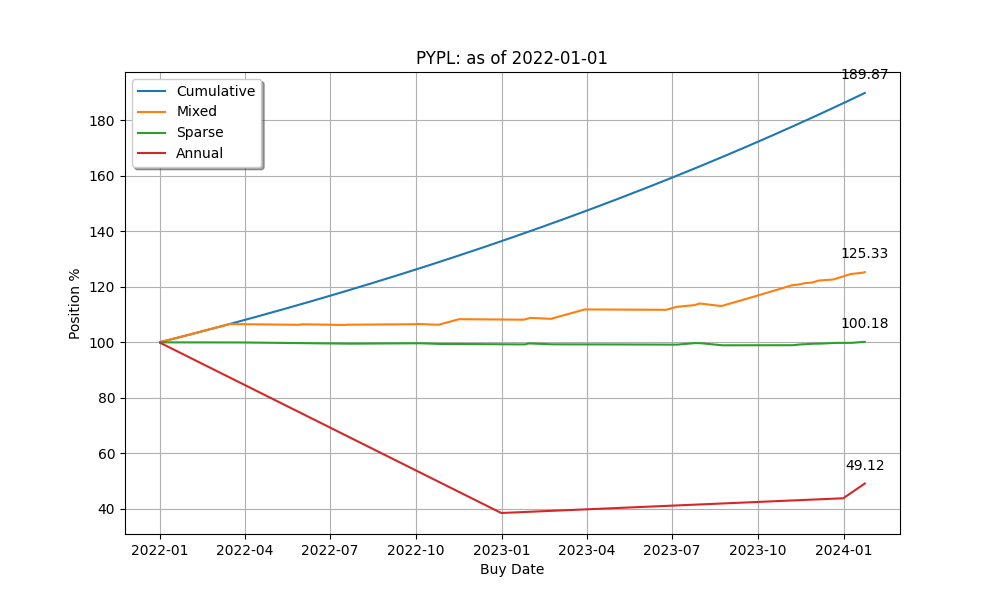 PYPL: as of 2022-01-01
189.87
Cumulative
Mixed
Sparse
Annual
125.33
100.18
49.12
Position %
180
160
140
120
100
80
60
40
2022-01 2022-04 2022-07 2022-10 2023-01 2023-04 2023-07 2023-10 2024-01
Buy Date